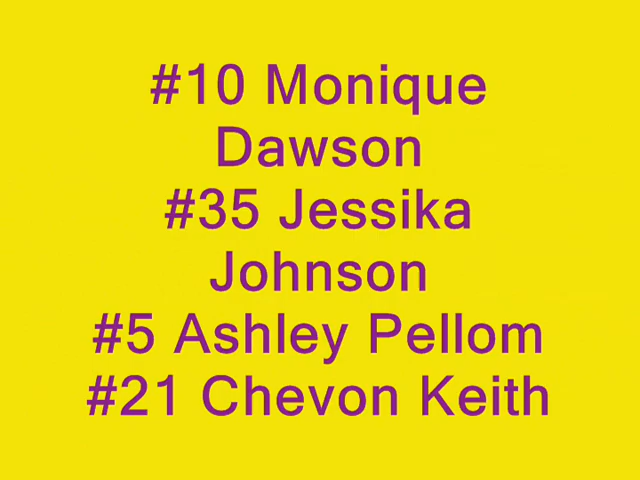 #10 Monique
Dawson
#35 Jessika
Johnson
#5 Ashley Pellom
#21 Chevon Keith